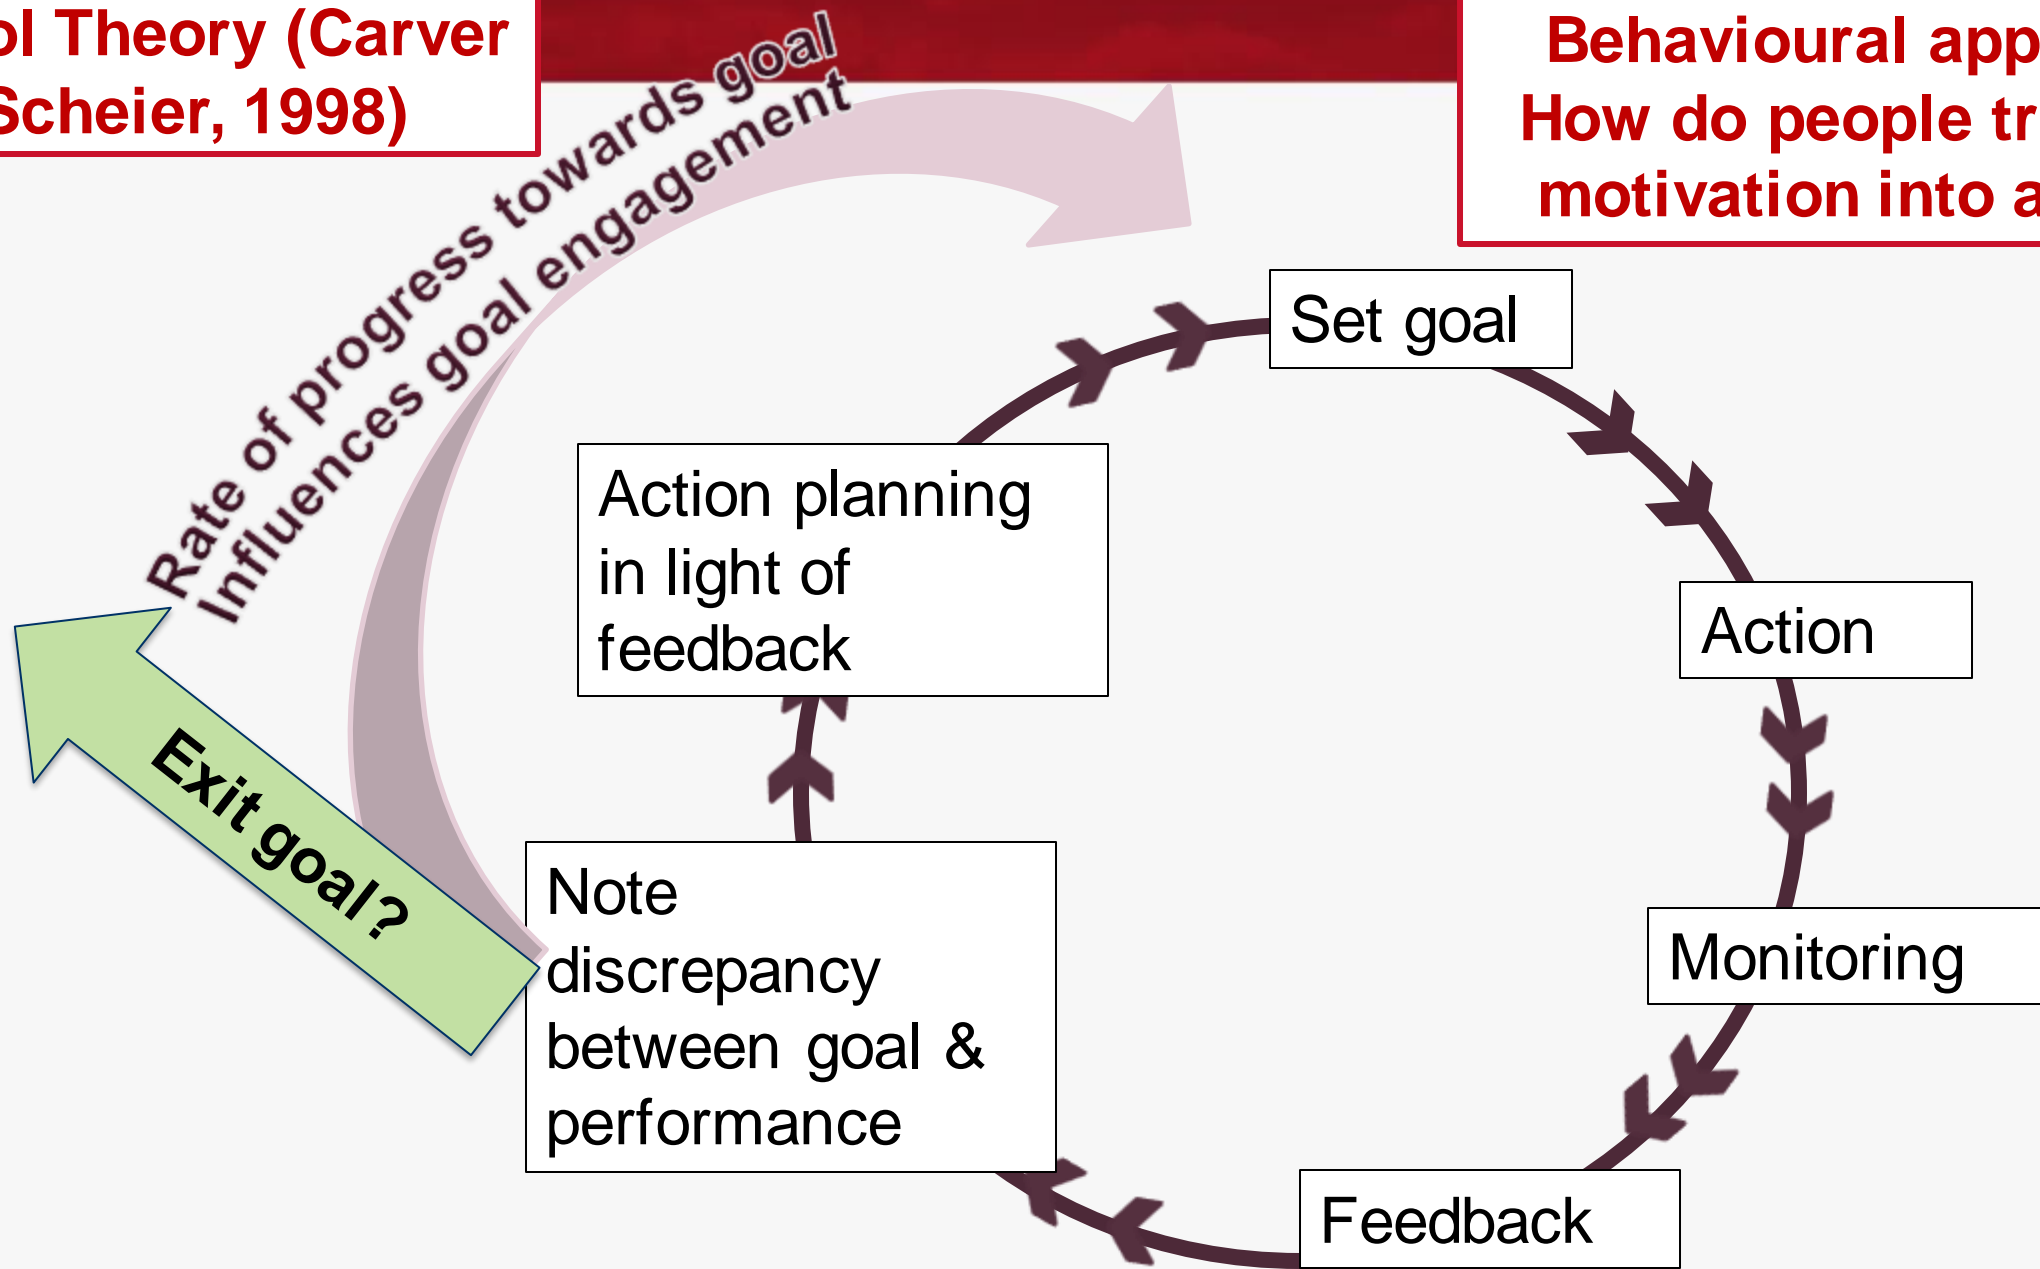 ol Theory (Carver
Scheier, 1998)
Behavioural app
How do people tr
motivation into a
Rate of progress towards goal
Influences goal engagement
Set goal
Action planning
in light of
feedback
Action
Exit goal?
Note
discrepancy
between goal &
performance
Monitoring
Feedback